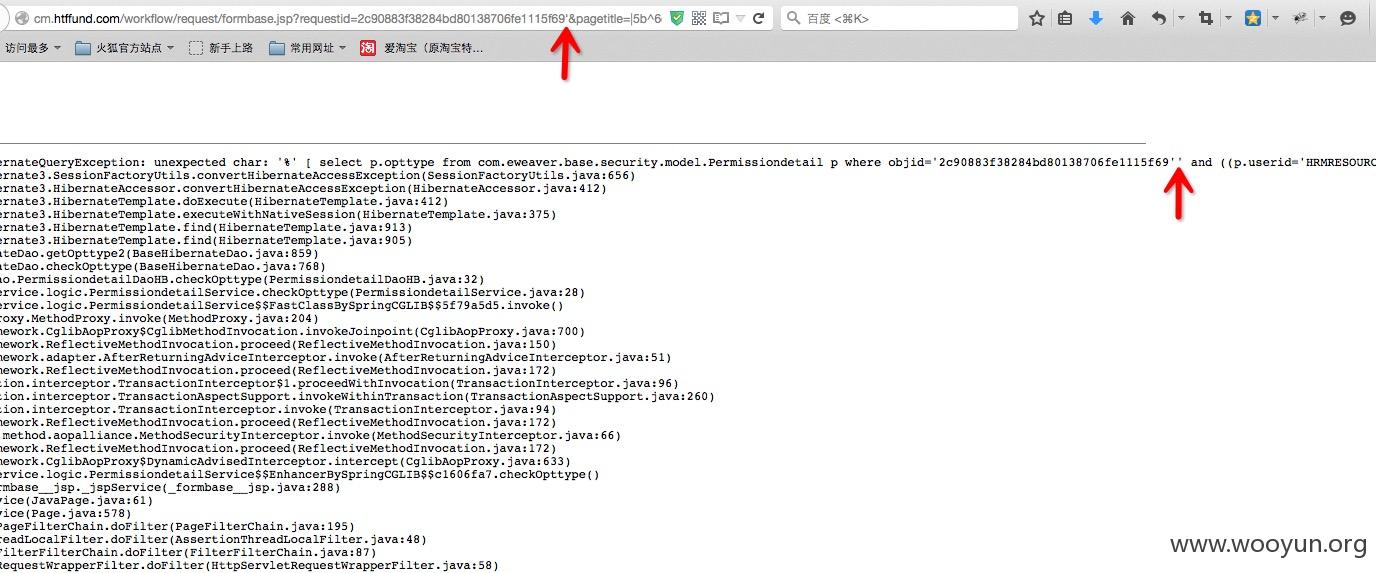 cm.htffund.com/workflow/request/formbase.jsp?requestid=2c90883f38284bd80138706fe1115f69'&pagetitle=|5b^6
百度 <⌘K>
访问最多
火狐官方站点
新手上路
常用网址
淘
爱淘宝（原淘宝特…
ernateQueryException: unexpected char: '%' [ select p.opttype from com.eweaver.base.security.model.Permissiondetail p where objid='2c90883f38284bd80138706fe1115f69'' and ((p.userid='HRMRESOURC
ernate3.SessionFactoryUtils.convertHibernateAccessException(SessionFactoryUtils.java:656)
ernate3.HibernateAccessor.convertHibernateAccessException(HibernateAccessor.java:412)
ernate3.HibernateTemplate.doExecute(HibernateTemplate.java:412)
ernate3.HibernateTemplate.executeWithNativeSession(HibernateTemplate.java:375)
ernate3.HibernateTemplate.find(HibernateTemplate.java:913)
ernate3.HibernateTemplate.find(HibernateTemplate.java:905)
ateDao.getOpttype2(BaseHibernateDao.java:859)
ateDao.checkOpttype(BaseHibernateDao.java:768)
ao.PermissiondetailDaoHB.checkOpttype(PermissiondetailDaoHB.java:32)
ervice.logic.PermissiondetailService.checkOpttype(PermissiondetailService.java:28)
ervice.logic.PermissiondetailService$$FastClassBySpringCGLIB$$5f79a5d5.invoke()
roxy.MethodProxy.invoke(MethodProxy.java:204)
mework.CglibAopProxy$CglibMethodInvocation.invokeJoinpoint(CglibAopProxy.java:700)
mework.ReflectiveMethodInvocation.proceed(ReflectiveMethodInvocation.java:150)
mework.adapter.AfterReturningAdviceInterceptor.invoke(AfterReturningAdviceInterceptor.java:51)
mework.ReflectiveMethodInvocation.proceed(ReflectiveMethodInvocation.java:172)
tion.interceptor.TransactionInterceptor$1.proceedWithInvocation(TransactionInterceptor.java:96)
tion.interceptor.TransactionAspectSupport.invokeWithinTransaction(TransactionAspectSupport.java:260)
tion.interceptor.TransactionInterceptor.invoke(TransactionInterceptor.java:94)
mework.ReflectiveMethodInvocation.proceed(ReflectiveMethodInvocation.java:172)
.method.aopalliance.MethodSecurityInterceptor.invoke(MethodSecurityInterceptor.java:66)
mework.ReflectiveMethodInvocation.proceed(ReflectiveMethodInvocation.java:172)
mework.CglibAopProxy$DynamicAdvisedInterceptor.intercept(CglibAopProxy.java:633)
ervice.logic.PermissiondetailService$$EnhancerBySpringCGLIB$$c1606fa7.checkOpttype()
rmbase__jsp._jspService(_formbase__jsp.java:288)
vice(JavaPage.java:61)
vice(Page.java:578)
PageFilterChain.doFilter(PageFilterChain.java:195)
readLocalFilter.doFilter(AssertionThreadLocalFilter.java:48)
FilterFilterChain.doFilter(FilterFilterChain.java:87)
RequestWrapperFilter.doFilter(HttpServletRequestWrapperFilter.java:58)
www.wooyun.org